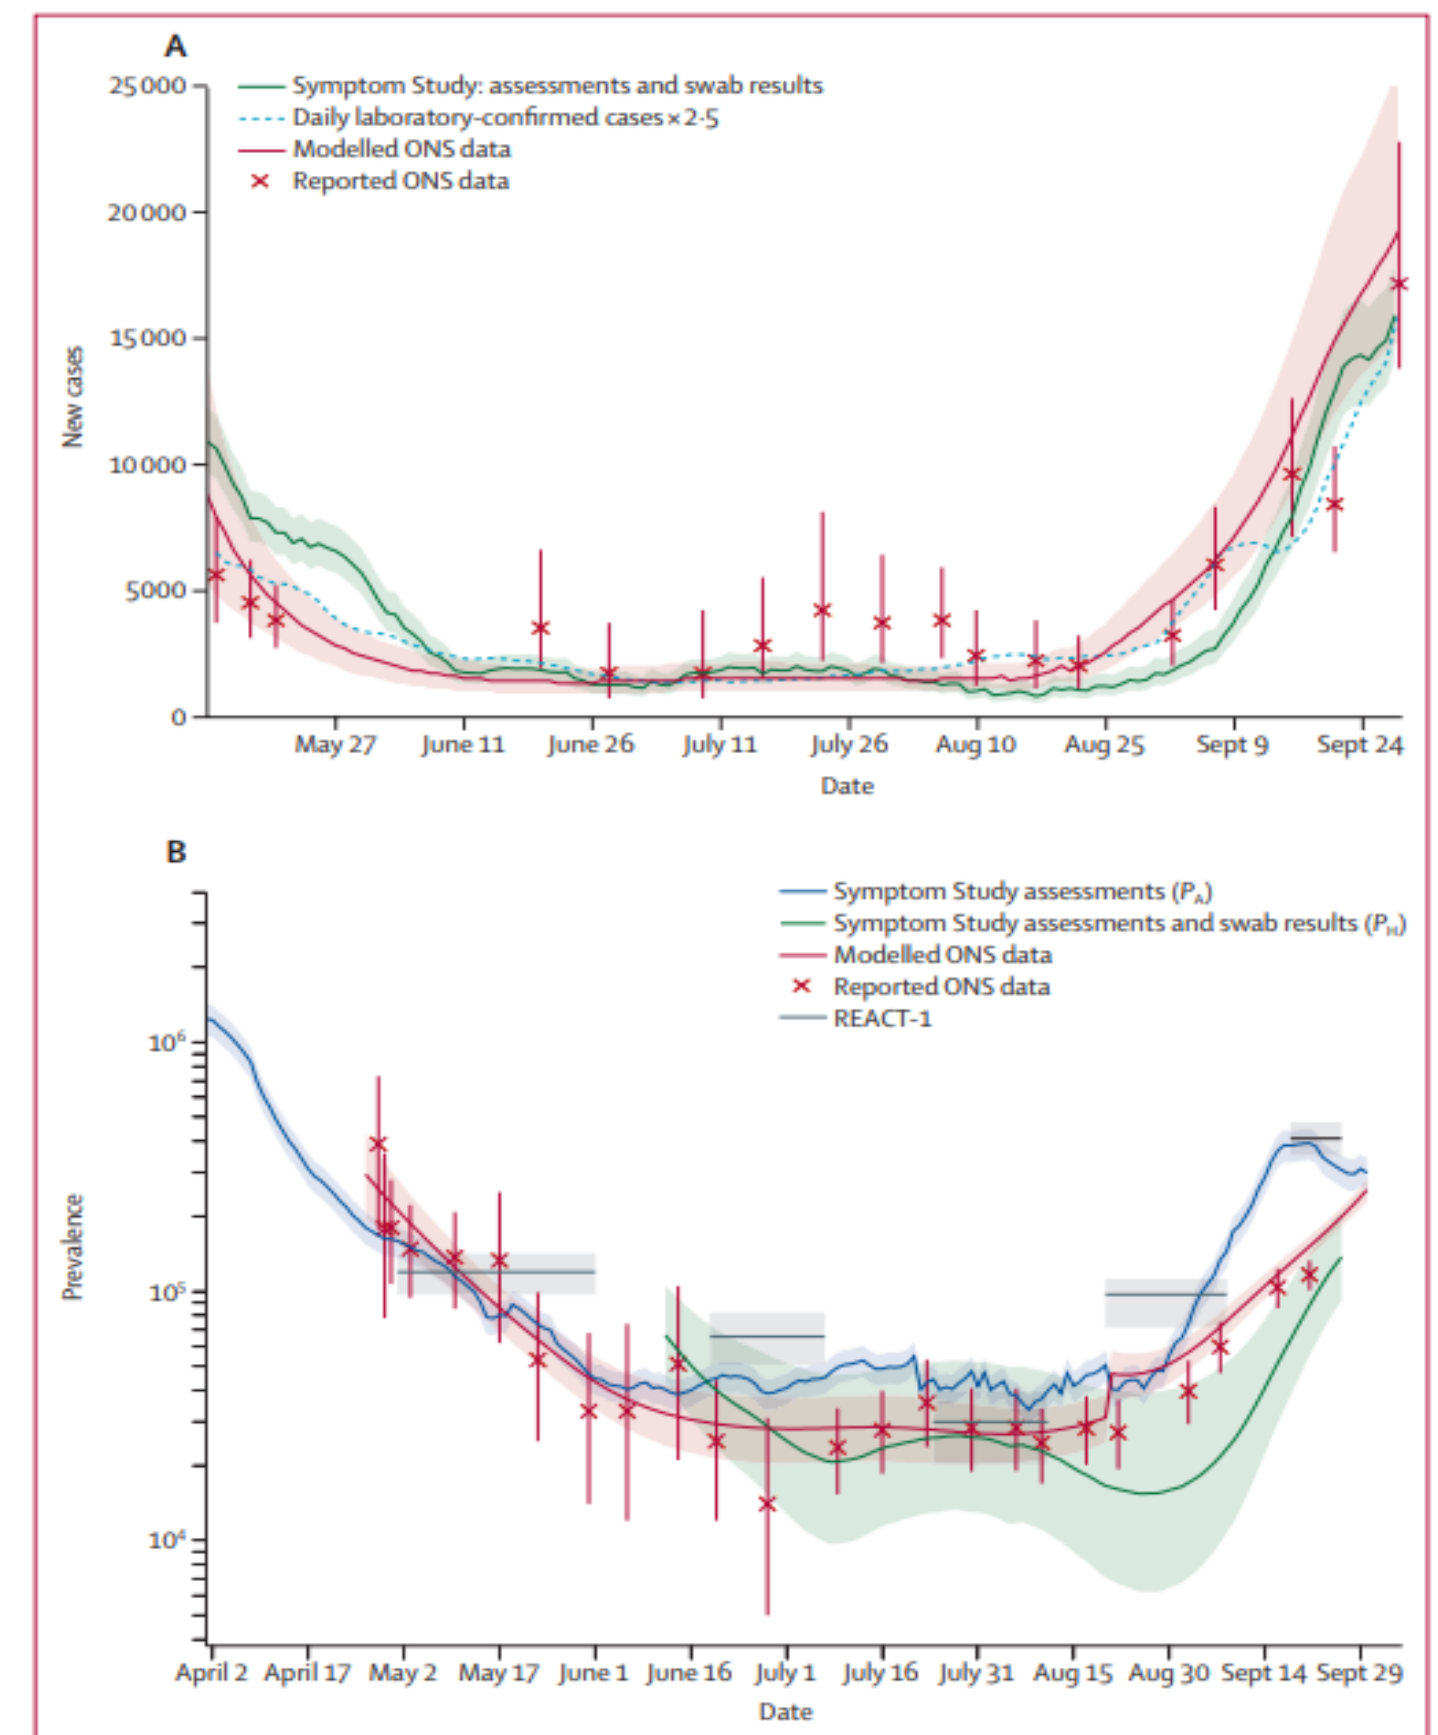 A
25 000
20 000
15 000
10 000
5000
0
New cases
Symptom Study: assessments and swab results
Daily laboratory-confirmed cases × 2·5
Modelled ONS data
Reported ONS data
May 27 June 11 June 26 July 11 July 26 Aug 10 Aug 25 Sept 9 Sept 24
Date
B
Symptom Study assessments (P_A)
Symptom Study assessments and swab results (P_H)
Modelled ONS data
Reported ONS data
REACT-1
10⁶
10⁵
10⁴
Prevalence
April 2 April 17 May 2 May 17 June 1 June 16 July 1 July 16 July 31 Aug 15 Aug 30 Sept 14 Sept 29
Date